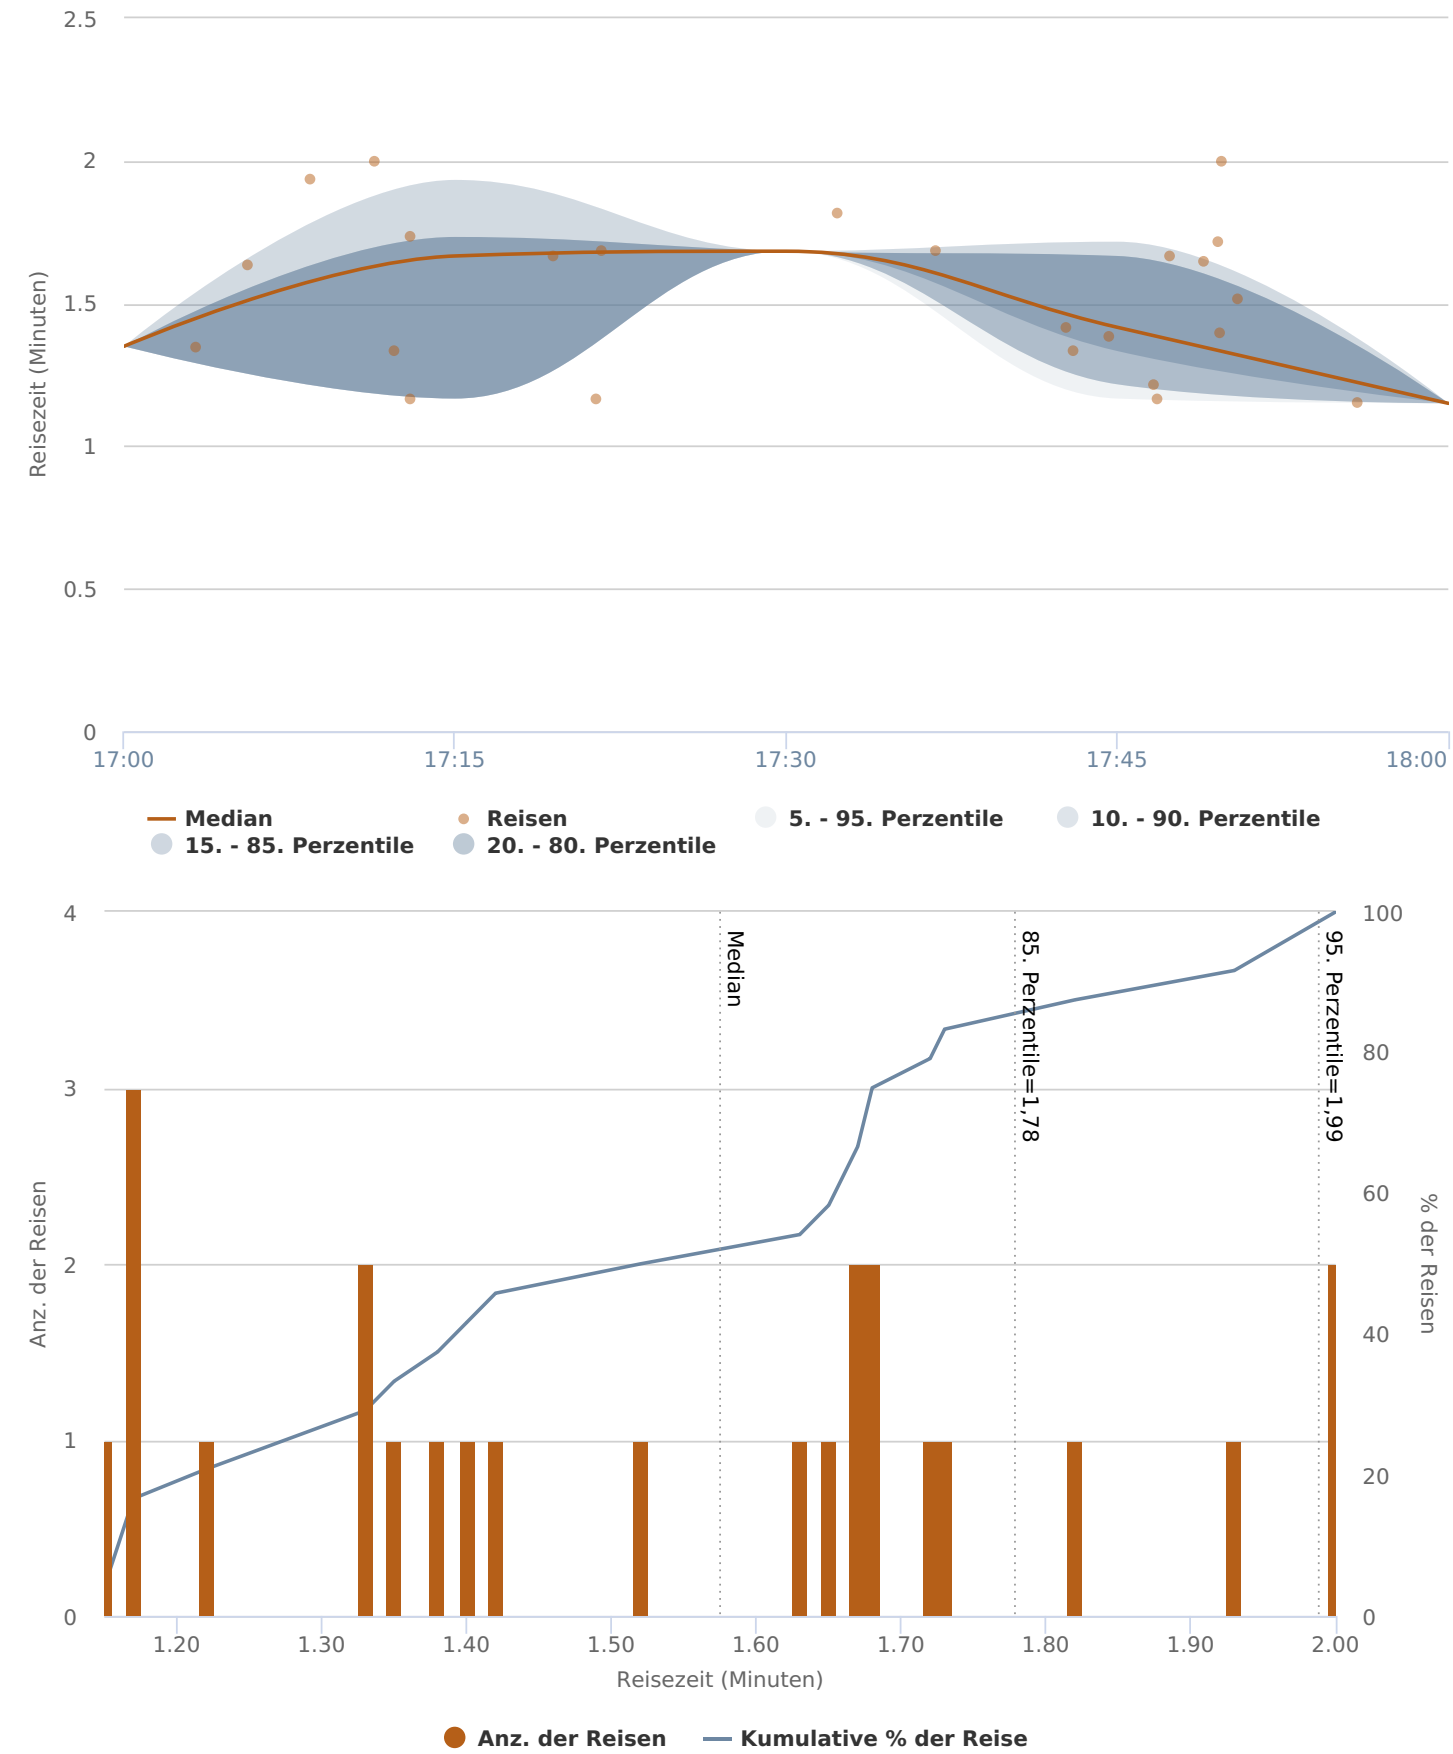 2.5
2
1.5
1
0.5
0
Reisezeit (Minuten)
17:00 17:15 17:30 17:45 18:00
Median Reisen 5. - 95. Perzentile 10. - 90. Perzentile
15. - 85. Perzentile 20. - 80. Perzentile
4
3
2
1
0
Anz. der Reisen
Median
85. Perzentile=1,78
95. Perzentile=1,99
100
80
60
40
20
0
% der Reisen
1.20 1.30 1.40 1.50 1.60 1.70 1.80 1.90 2.00
Reisezeit (Minuten)
Anz. der Reisen Kumulative % der Reise